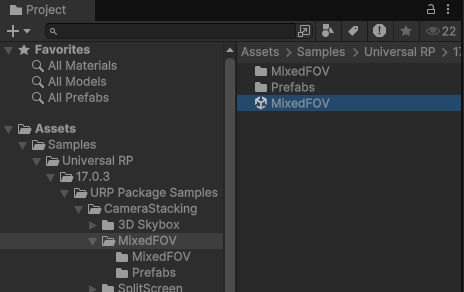 Project
22
Favorites
All Materials
All Models
All Prefabs
Assets
Samples
Universal RP
17.0.3
URP Package Samples
CameraStacking
3D Skybox
MixedFOV
MixedFOV
Prefabs
SplitScreen
Assets > Samples > Universal RP > 17
MixedFOV
Prefabs
MixedFOV